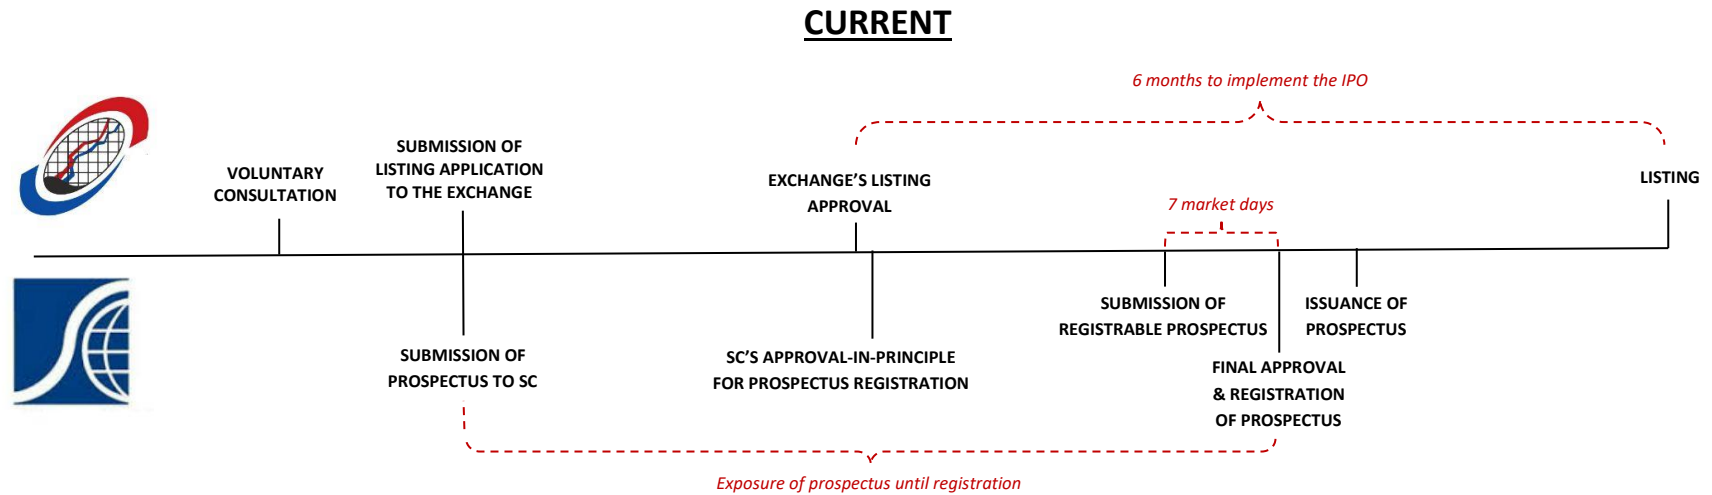 CURRENT
6 months to implement the IPO
VOLUNTARY
CONSULTATION
SUBMISSION OF
LISTING APPLICATION
TO THE EXCHANGE
EXCHANGE’S LISTING
APPROVAL
7 market days
LISTING
SUBMISSION OF
PROSPECTUS TO SC
SC’S APPROVAL-IN-PRINCIPLE
FOR PROSPECTUS REGISTRATION
SUBMISSION OF
REGISTRABLE PROSPECTUS
FINAL APPROVAL
& REGISTRATION
OF PROSPECTUS
ISSUANCE OF
PROSPECTUS
Exposure of prospectus until registration